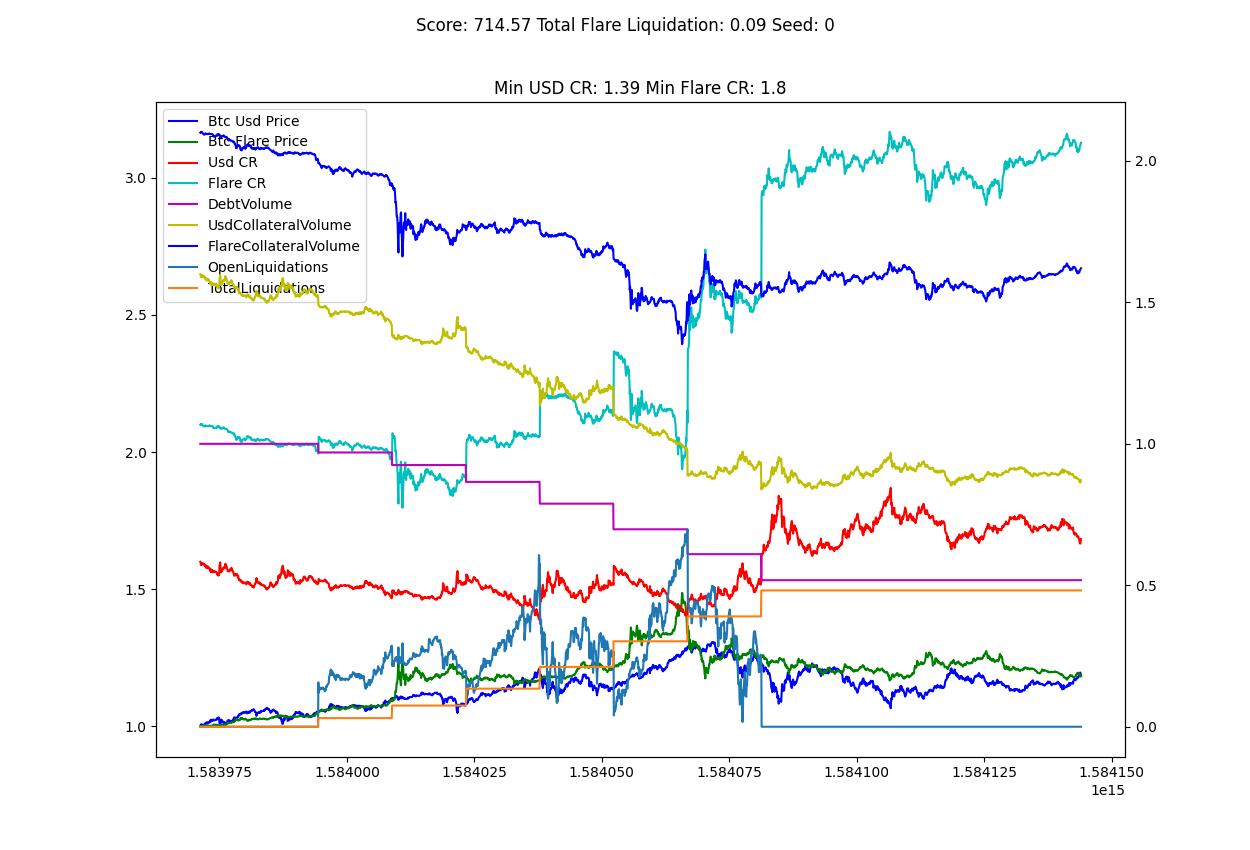 Score: 714.57 Total Flare Liquidation: 0.09 Seed: 0
Min USD CR: 1.39 Min Flare CR: 1.8
Btc Usd Price
Btc Flare Price
Usd CR
Flare CR
DebtVolume
UsdCollateralVolume
FlareCollateralVolume
OpenLiquidations
TotalLiquidations
3.0
2.5
2.0
1.5
1.0
2.0
1.5
1.0
0.5
0.0
1.583975
1.584000
1.584025
1.584050
1.584075
1.584100
1.584125
1.584150
1e15